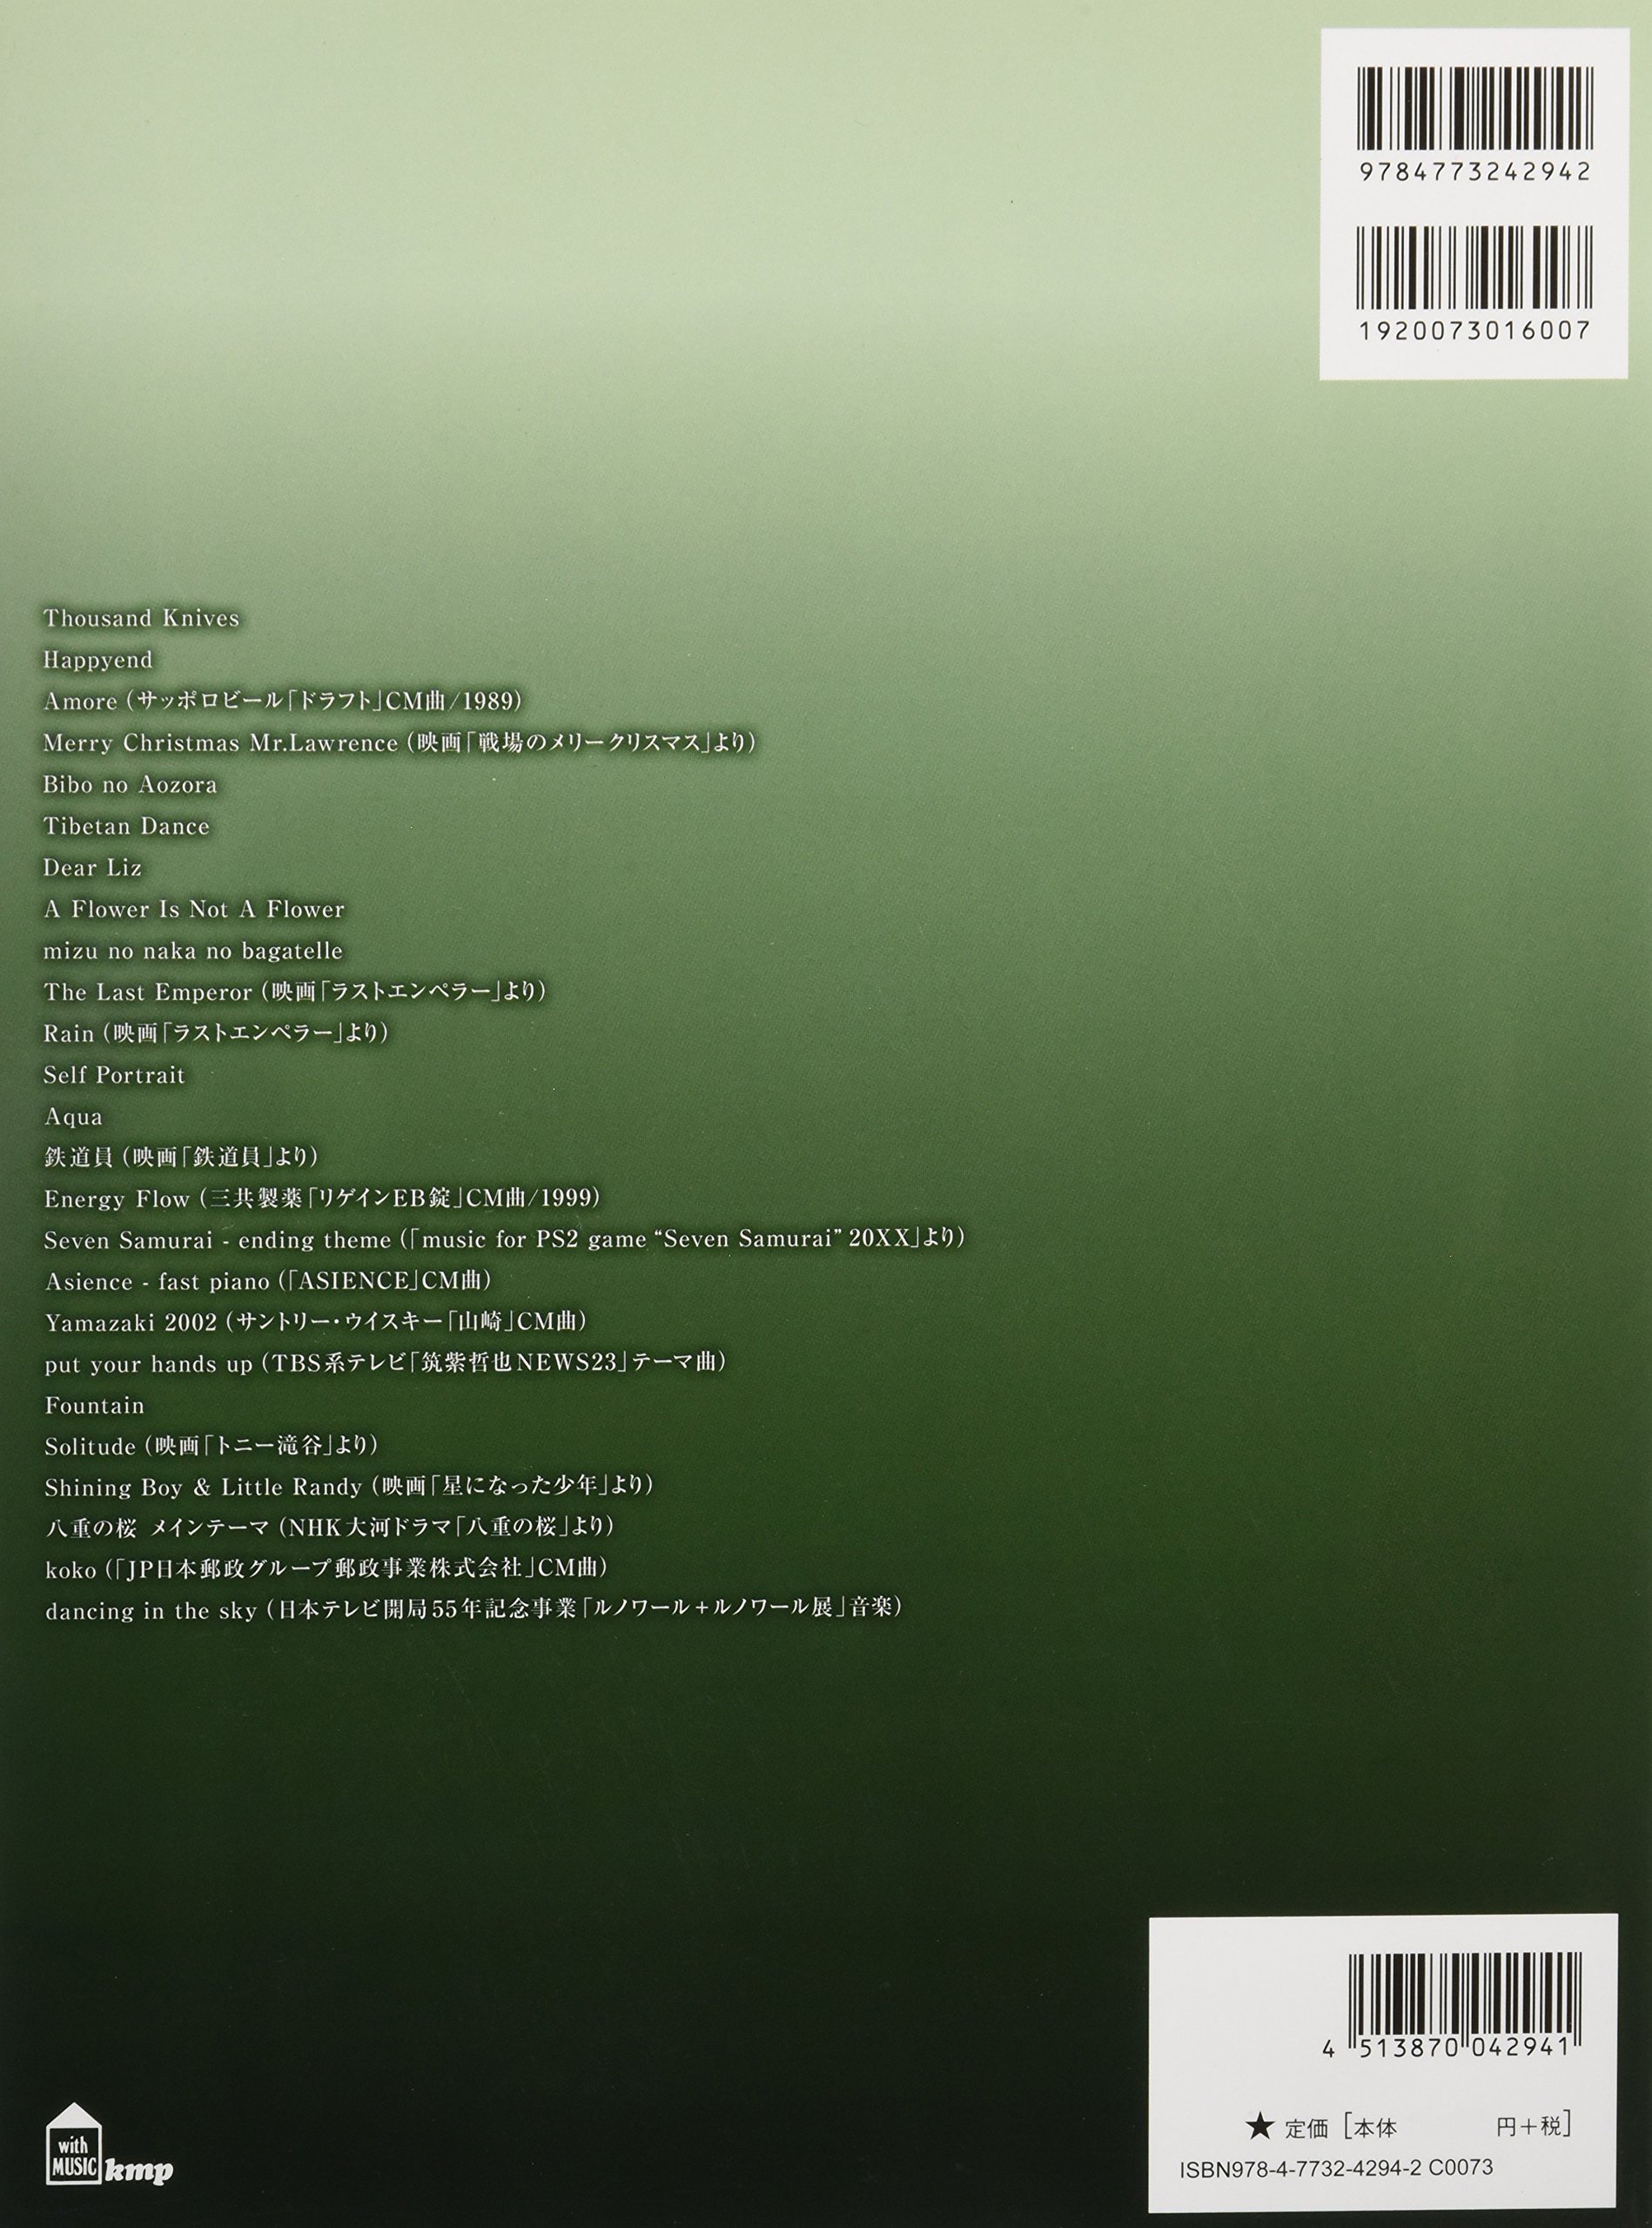 9784773242942
1920073016007
Thousand Knives
Happyend
Amore（サッポロビール「ドラフト」CM曲/1989）
Merry Christmas Mr.Lawrence（映画「戦場のメリークリスマス」より）
Bibo no Aozora
Tibetan Dance
Dear Liz
A Flower Is Not A Flower
mizu no naka no bagatelle
The Last Emperor（映画「ラストエンペラー」より）
Rain（映画「ラストエンペラー」より）
Self Portrait
Aqua
鉄道員（映画「鉄道員」より）
Energy Flow（三共製薬「リゲインEB錠」CM曲/1999）
Seven Samurai - ending theme（「music for PS2 game “Seven Samurai” 20XX」より）
Asience - fast piano（「ASIENCE」CM曲）
Yamazaki 2002（サントリー・ウイスキー「山崎」CM曲）
put your hands up（TBS系テレビ「筑紫哲也NEWS23」テーマ曲）
Fountain
Solitude（映画「トニー滝谷」より）
Shining Boy & Little Randy（映画「星になった少年」より）
八重の桜 メインテーマ（NHK大河ドラマ「八重の桜」より）
koko（「JP日本郵政グループ郵政事業株式会社」CM曲）
dancing in the sky（日本テレビ開局55年記念事業「ルノワール+ルノワール展」音楽）
4 513870 042941
★ 定価［本体　　　円+税］
ISBN978-4-7732-4294-2 C0073
with
MUSIC kmp